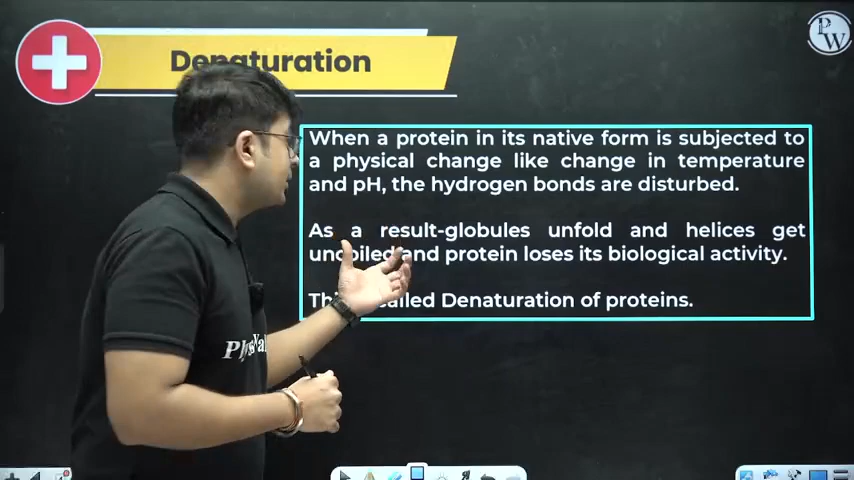 Denaturation
P
W
When a protein in its native form is subjected to
a physical change like change in temperature
and pH, the hydrogen bonds are disturbed.
As a result-globules unfold and helices get
uncoiled and protein loses its biological activity.
called Denaturation of proteins.